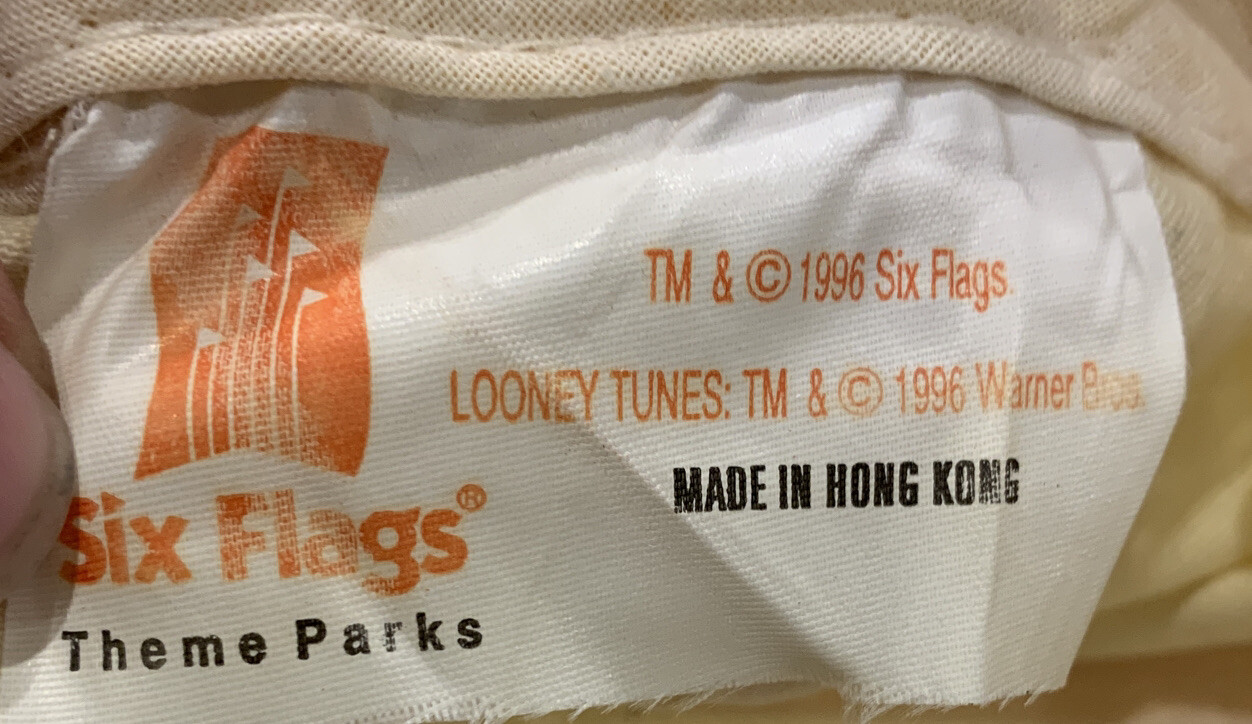 TM & © 1996 Six Flags.
LOONEY TUNES: TM & © 1996 Warner Bros.
MADE IN HONG KONG
Six Flags®
Theme Parks